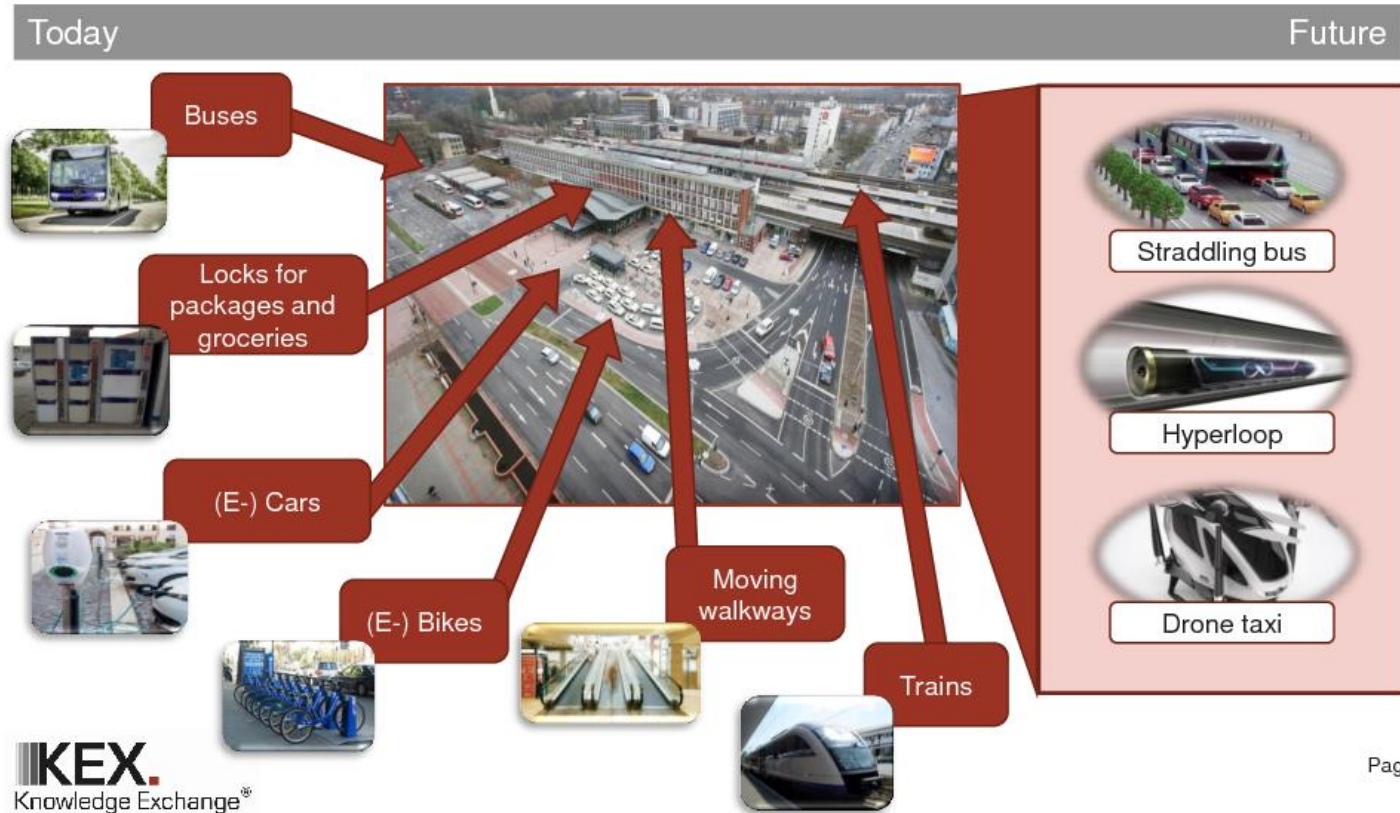 Today
Future
Buses
Locks for
packages and
groceries
(E-) Cars
(E-) Bikes
Moving
walkways
Trains
Straddling bus
Hyperloop
Drone taxi
KEX.
Knowledge Exchange®
Pag